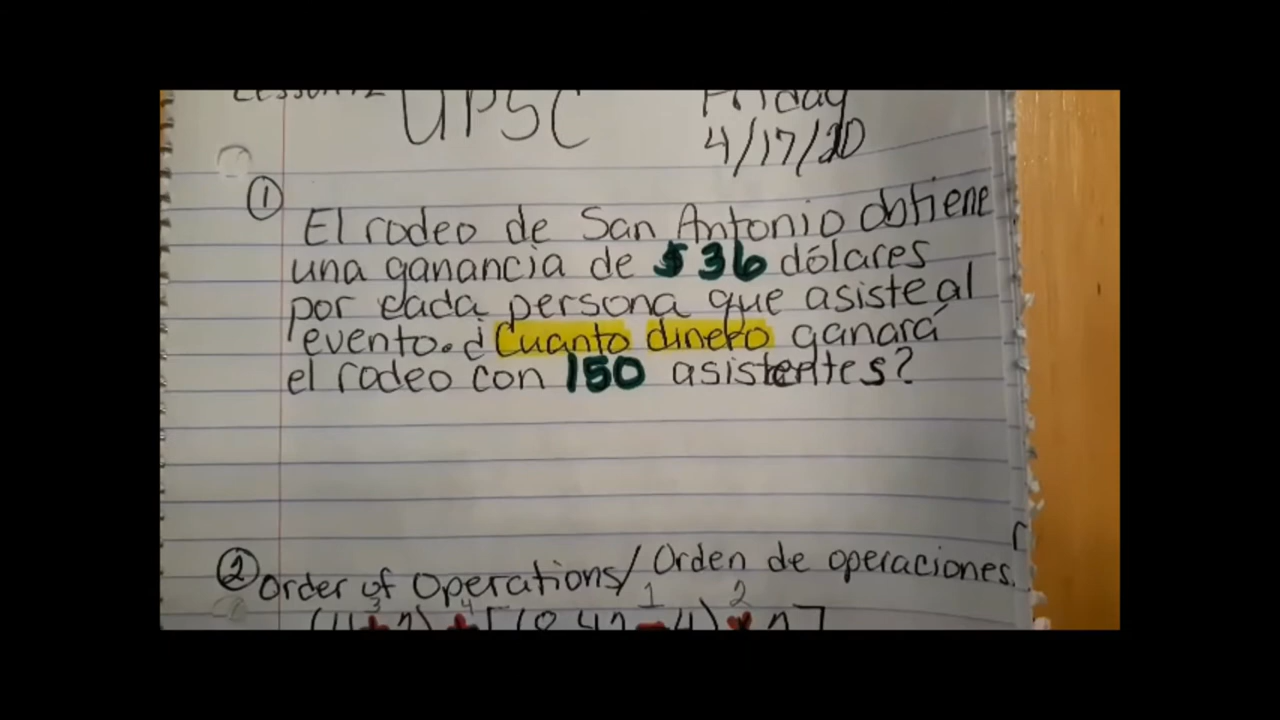 UPSC
Friday
4/17/20
① El rodeo de San Antonio obtiene
una ganancia de $36 dólares
por cada persona que asiste al
evento. ¿Cuanto dinero ganará
el rodeo con 150 asistentes?
② Order of Operations/Orden de operaciones.